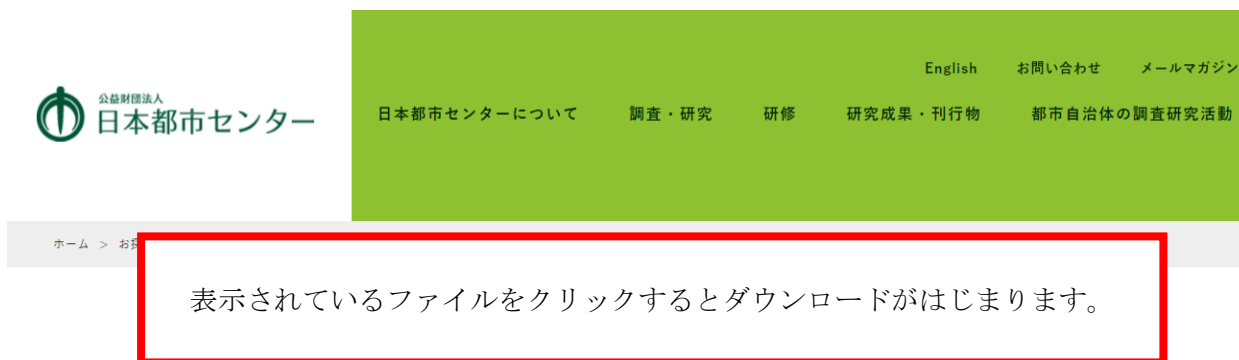 English お問い合わせ メールマガジン
公益財団法人
日本都市センター
日本都市センターについて 調査・研究 研修 研究成果・刊行物 都市自治体の調査研究活動
ホーム > お
表示されているファイルをクリックするとダウンロードがはじまります。